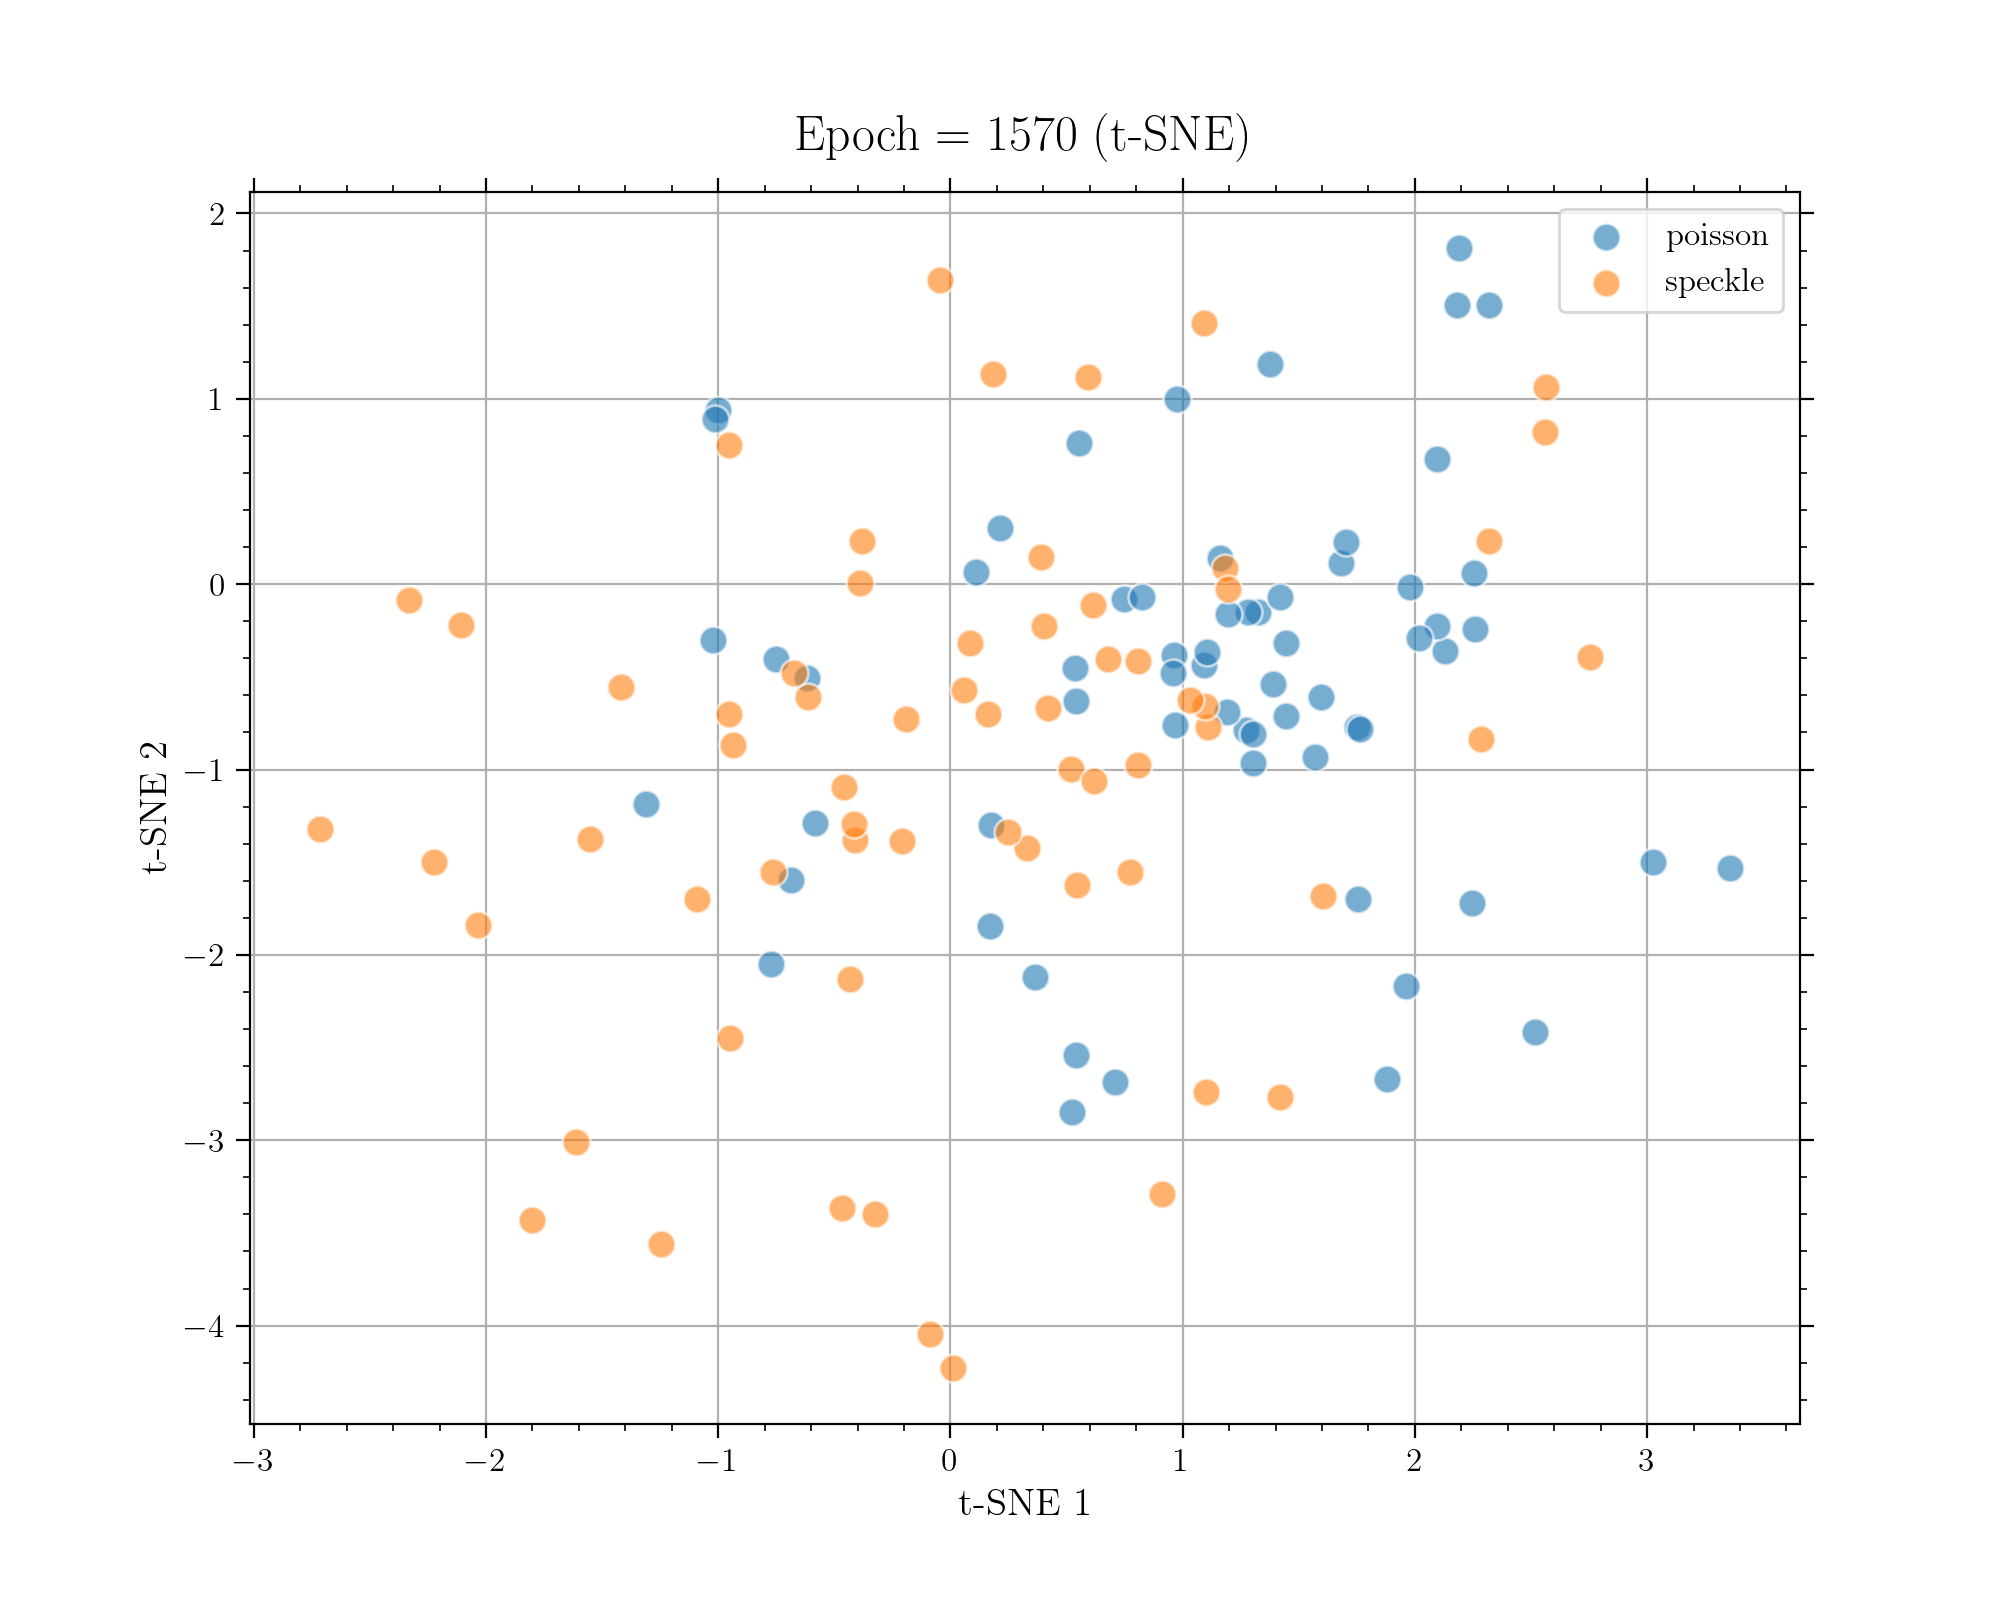 Epoch = 1570 (t-SNE)
poisson
speckle
2
1
0
−1
−2
−3
−4
t-SNE 2
−3 −2 −1 0 1 2 3
t-SNE 1